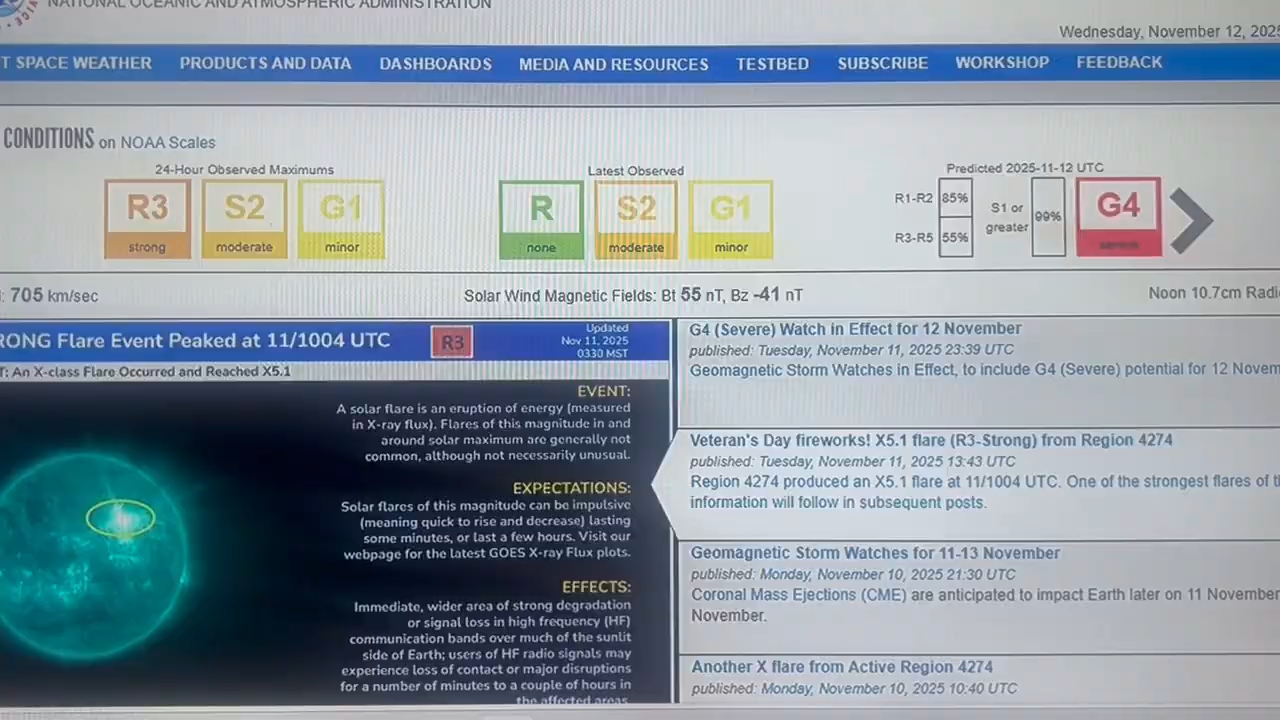 NATIONAL OCEANIC AND ATMOSPHERIC ADMINISTRATION
Wednesday, November 12, 2025
T SPACE WEATHER PRODUCTS AND DATA DASHBOARDS MEDIA AND RESOURCES TESTBED SUBSCRIBE WORKSHOP FEEDBACK
CONDITIONS on NOAA Scales
24-Hour Observed Maximums
R3 S2 G1
strong moderate minor
Latest Observed
R S2 G1
none moderate minor
Predicted 2025-11-12 UTC
R1-R2 85%
R3-R5 55%
S1 or
greater 99%
G4
: 705 km/sec
Solar Wind Magnetic Fields: Bt 55 nT, Bz -41 nT
Noon 10.7cm Radi
RONG Flare Event Peaked at 11/1004 UTC
R3
Updated
Nov 11, 2025
0330 MST
T: An X-class Flare Occurred and Reached X5.1
EVENT:
A solar flare is an eruption of energy (measured
in X-ray flux). Flares of this magnitude in and
around solar maximum are generally not
common, although not necessarily unusual.
EXPECTATIONS:
Solar flares of this magnitude can be impulsive
(meaning quick to rise and decrease) lasting
some minutes, or last a few hours. Visit our
webpage for the latest GOES X-ray Flux plots.
EFFECTS:
Immediate, wider area of strong degradation
or signal loss in high frequency (HF)
communication bands over much of the sunlit
side of Earth; users of HF radio signals may
experience loss of contact or major disruptions
for a number of minutes to a couple of hours in
the affected areas.
G4 (Severe) Watch in Effect for 12 November
published: Tuesday, November 11, 2025 23:39 UTC
Geomagnetic Storm Watches in Effect, to include G4 (Severe) potential for 12 Novem
Veteran's Day fireworks! X5.1 flare (R3-Strong) from Region 4274
published: Tuesday, November 11, 2025 13:43 UTC
Region 4274 produced an X5.1 flare at 11/1004 UTC. One of the strongest flares of t
information will follow in subsequent posts.
Geomagnetic Storm Watches for 11-13 November
published: Monday, November 10, 2025 21:30 UTC
Coronal Mass Ejections (CME) are anticipated to impact Earth later on 11 November
November.
Another X flare from Active Region 4274
published: Monday, November 10, 2025 10:40 UTC